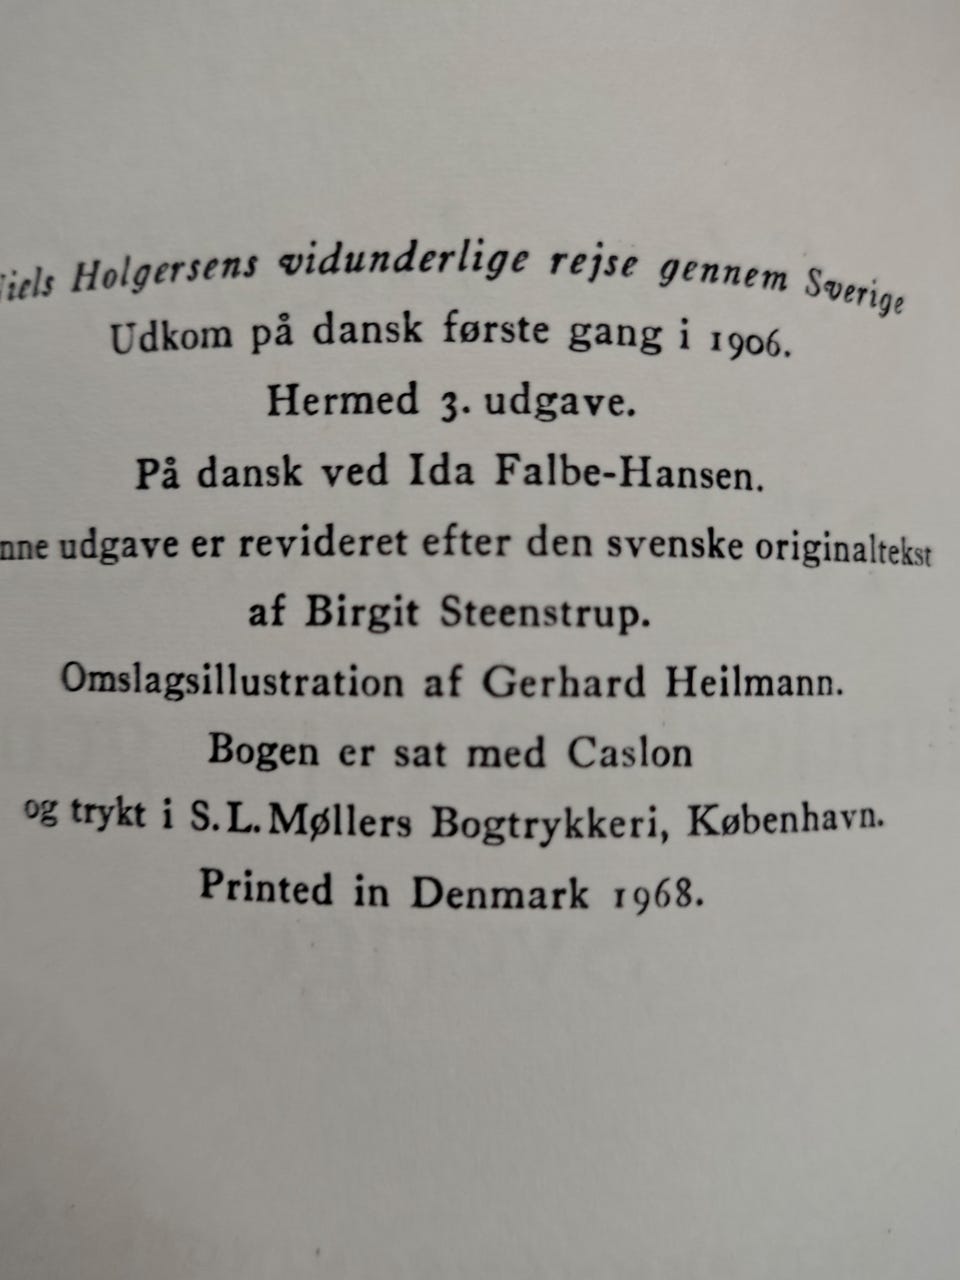 Niels Holgersens vidunderlige rejse gennem Sverige
Udkom på dansk første gang i 1906.
Hermed 3. udgave.
På dansk ved Ida Falbe-Hansen.
nne udgave er revideret efter den svenske originaltekst
af Birgit Steenstrup.
Omslagsillustration af Gerhard Heilmann.
Bogen er sat med Caslon
og trykt i S. L. Møllers Bogtrykkeri, København.
Printed in Denmark 1968.